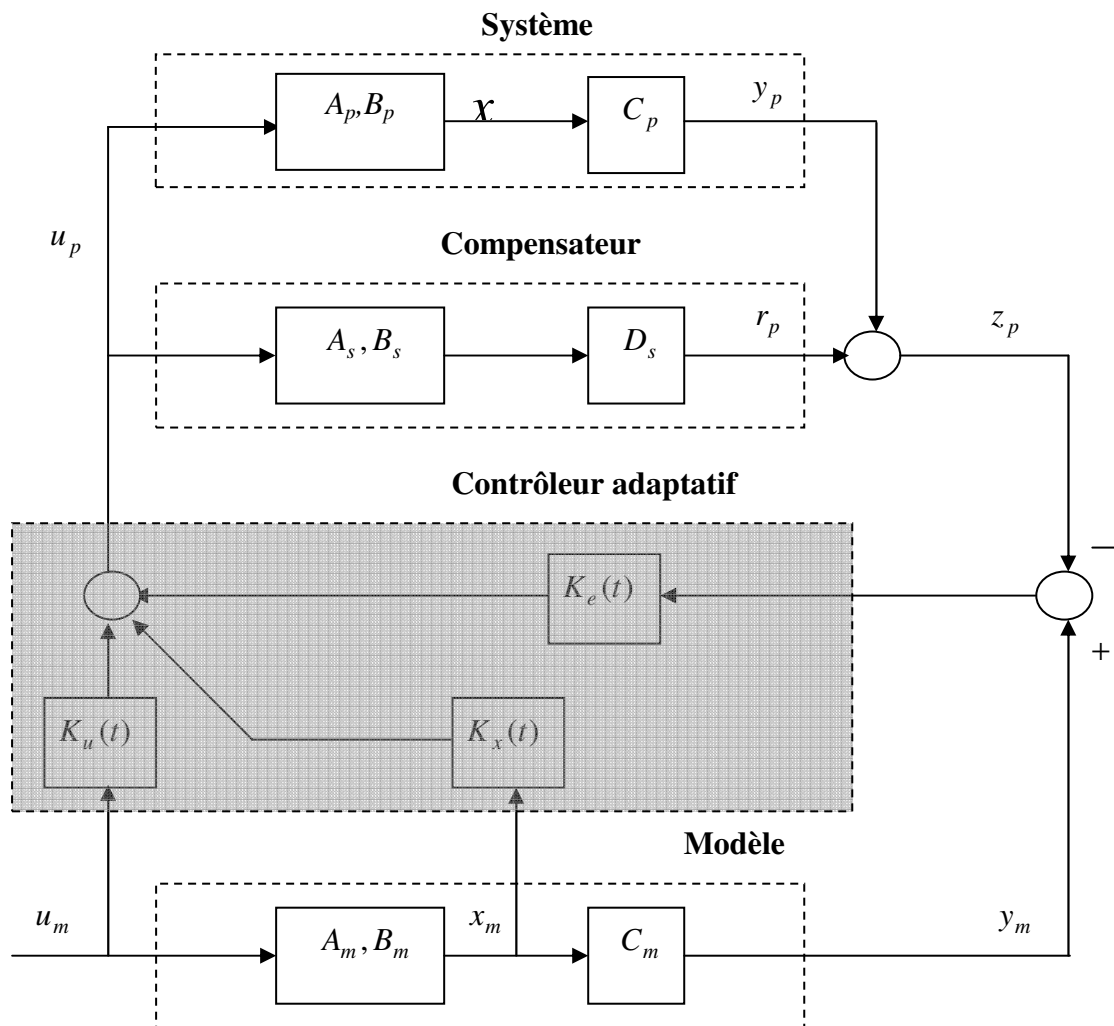 Système
A_p,B_p
x
C_p
y_p
u_p
Compensateur
A_s, B_s
D_s
r_p
z_p
Contrôleur adaptatif
K_e(t)
−
+
K_u(t)
K_x(t)
Modèle
u_m
A_m, B_m
x_m
C_m
y_m